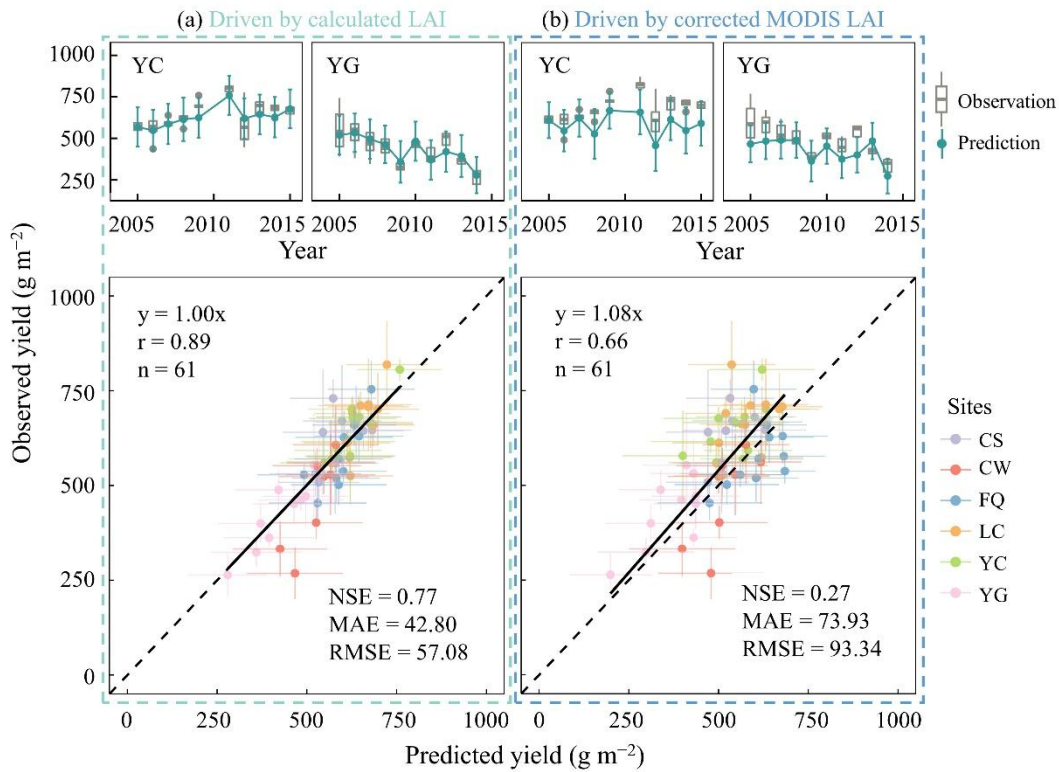 (a) Driven by calculated LAI
(b) Driven by corrected MODIS LAI
1000
750
500
250
YC
YG
YC
YG
2005 2010 2015
2005 2010 2015
2005 2010 2015
2005 2010 2015
Year
Year
Observation
Prediction
Observed yield (g m⁻²)
1000
750
500
250
0
y = 1.00x
r = 0.89
n = 61
NSE = 0.77
MAE = 42.80
RMSE = 57.08
y = 1.08x
r = 0.66
n = 61
NSE = 0.27
MAE = 73.93
RMSE = 93.34
Sites
CS
CW
FQ
LC
YC
YG
0 250 500 750 1000
0 250 500 750 1000
Predicted yield (g m⁻²)